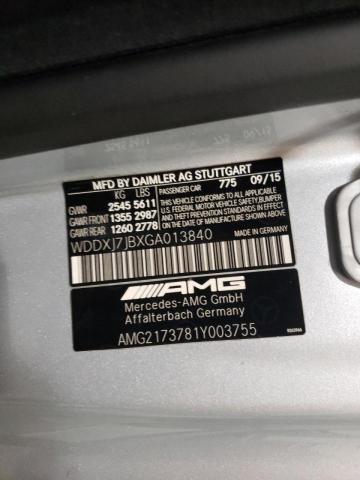 MFD BY DAIMLER AG STUTTGART
KG LBS PASSENGER CAR 775 09/15
GVWR 2545 5611
GAWR FRONT 1355 2987
GAWR REAR 1260 2778
THIS VEHICLE CONFORMS TO ALL
APPLICABLE U.S. FEDERAL
MOTOR VEHICLE SAFETY, BUMPER,
AND THEFT PREVENTION
STANDARDS IN EFFECT ON THE DATE
OF MANUFACTURE SHOWN ABOVE
WDDXJ7JBXGA013840
MADE IN GERMANY
AMG
Mercedes-AMG GmbH
Affalterbach Germany
AMG2173781Y003755